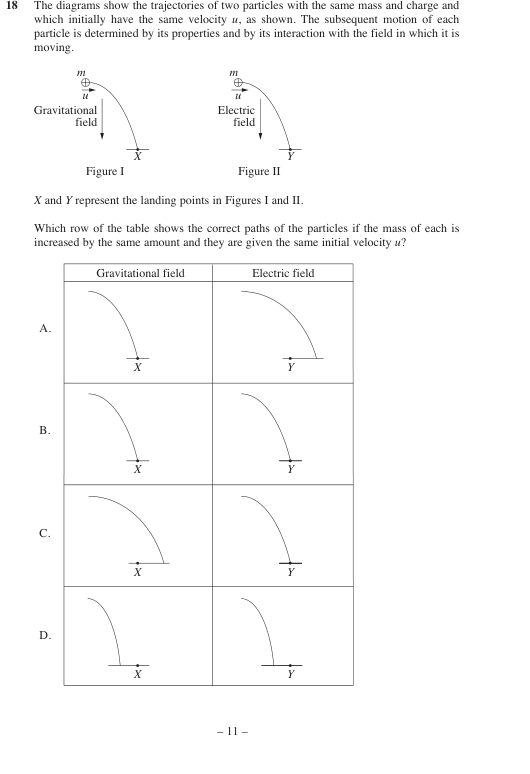 18 The diagrams show the trajectories of two particles with the same mass and charge and
which initially have the same velocity u, as shown. The subsequent motion of each
particle is determined by its properties and by its interaction with the field in which it is
moving.
m
⊕
u
Gravitational
field
X
Figure I
m
⊕
u
Electric
field
Y
Figure II
X and Y represent the landing points in Figures I and II.
Which row of the table shows the correct paths of the particles if the mass of each is
increased by the same amount and they are given the same initial velocity u?
Gravitational field Electric field
A.
X Y
B.
X Y
C.
X Y
D.
X Y
– 11 –